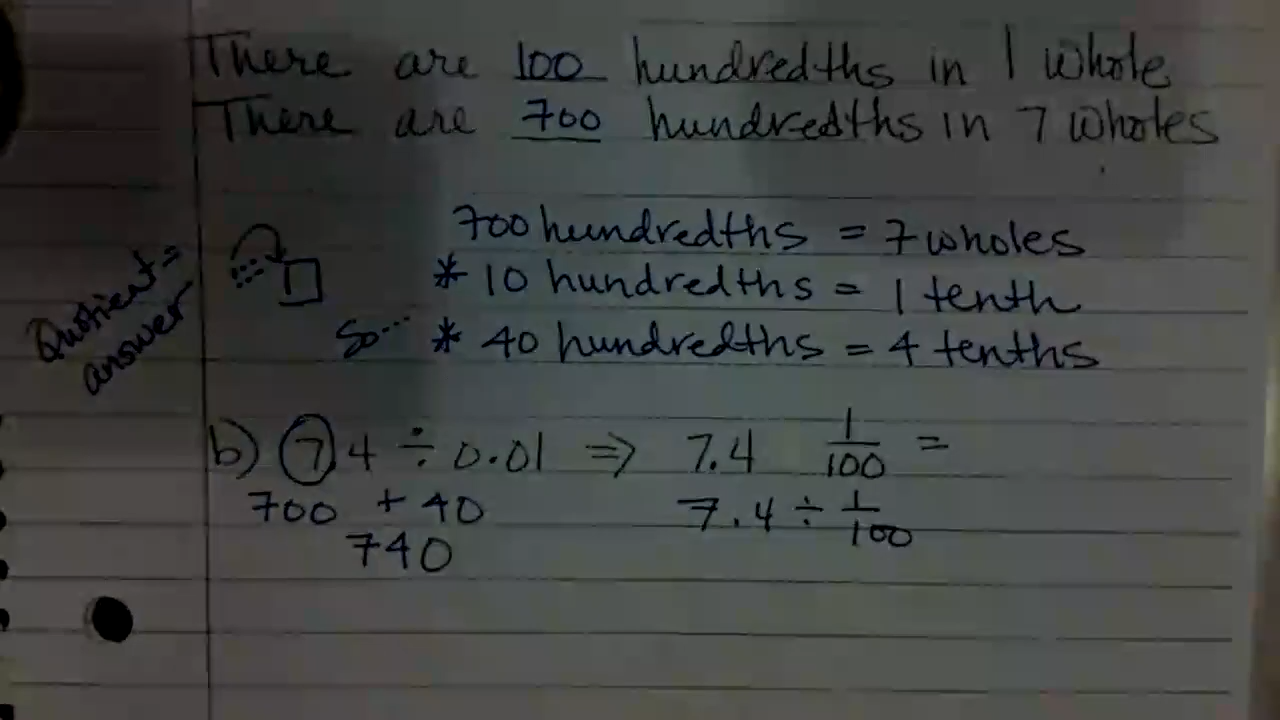 There are 100 hundredths in 1 whole
There are 700 hundredths in 7 wholes
700 hundredths = 7 wholes
* 10 hundredths = 1 tenth
So... * 40 hundredths = 4 tenths
Quotient =
answer
b) 7.4 ÷ 0.01 ⇒ 7.4 1/100 =
700 + 40 7.4 ÷ 1/100
740